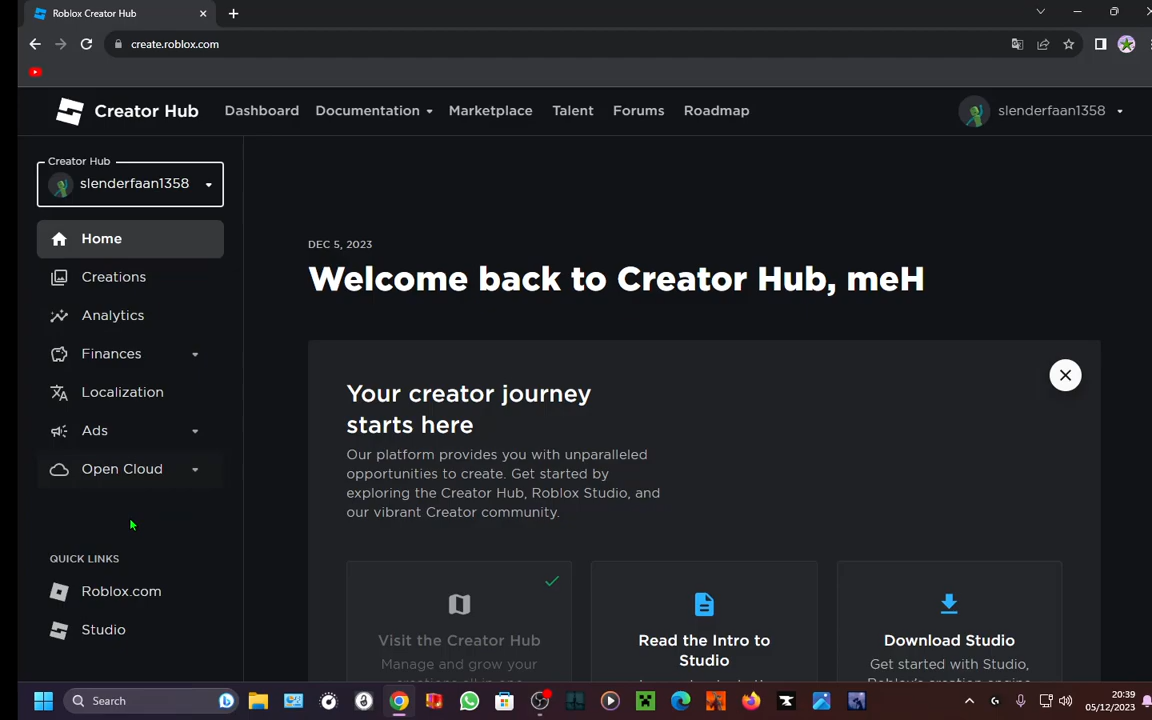 Roblox Creator Hub
create.roblox.com
Creator Hub
Dashboard
Documentation
Marketplace
Talent
Forums
Roadmap
slenderfaan1358
Creator Hub
slenderfaan1358
Home
Creations
Analytics
Finances
Localization
Ads
Open Cloud
QUICK LINKS
Roblox.com
Studio
DEC 5, 2023
Welcome back to Creator Hub, meH
Your creator journey
starts here
Our platform provides you with unparalleled
opportunities to create. Get started by
exploring the Creator Hub, Roblox Studio, and
our vibrant Creator community.
Visit the Creator Hub
Manage and grow your
Read the Intro to
Studio
Download Studio
Get started with Studio,
Search
20:39
05/12/2023